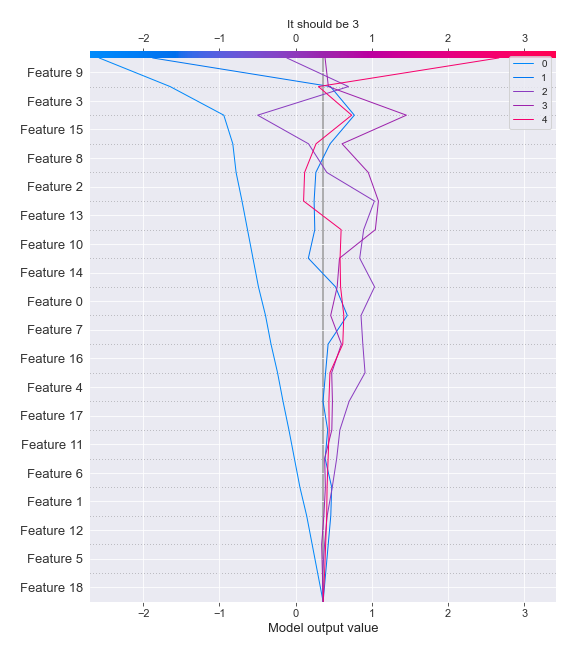 It should be 3
−2 −1 0 1 2 3
0
1
2
3
4
Feature 9
Feature 3
Feature 15
Feature 8
Feature 2
Feature 13
Feature 10
Feature 14
Feature 0
Feature 7
Feature 16
Feature 4
Feature 17
Feature 11
Feature 6
Feature 1
Feature 12
Feature 5
Feature 18
−2 −1 0 1 2 3
Model output value